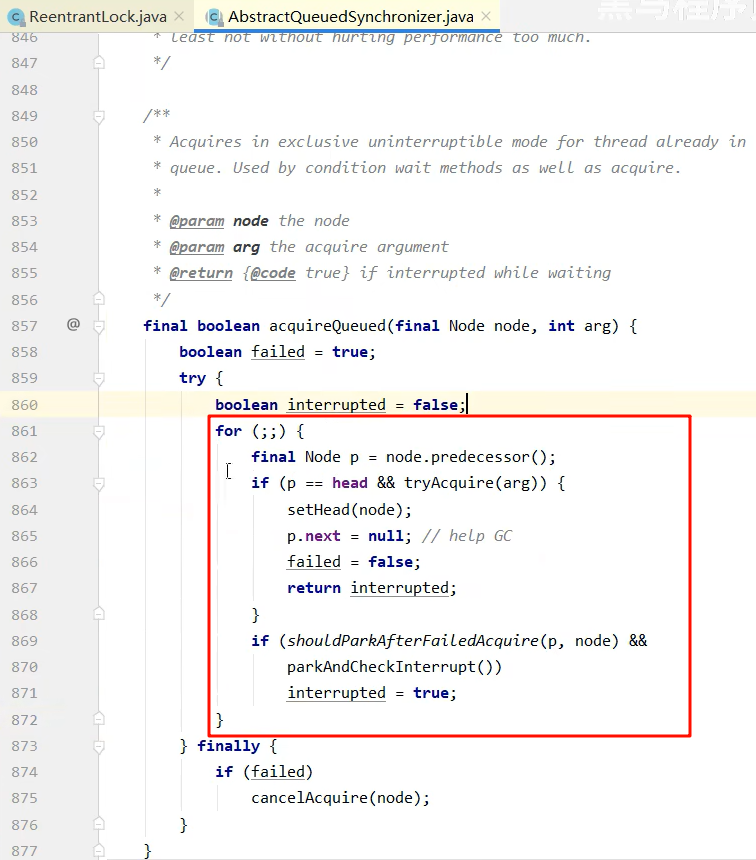 ReentrantLock.java × AbstractQueuedSynchronizer.java ×
846 * least not without hurting performance too much.
847 */
848
849 /**
850 * Acquires in exclusive uninterruptible mode for thread already in
851 * queue. Used by condition wait methods as well as acquire.
852 *
853 * @param node the node
854 * @param arg the acquire argument
855 * @return {@code true} if interrupted while waiting
856 */
857 @ final boolean acquireQueued(final Node node, int arg) {
858 boolean failed = true;
859 try {
860 boolean interrupted = false;
861 for (;;) {
862 final Node p = node.predecessor();
863 if (p == head && tryAcquire(arg)) {
864 setHead(node);
865 p.next = null; // help GC
866 failed = false;
867 return interrupted;
868 }
869 if (shouldParkAfterFailedAcquire(p, node) &&
870 parkAndCheckInterrupt())
871 interrupted = true;
872 }
873 } finally {
874 if (failed)
875 cancelAcquire(node);
876 }
877 }